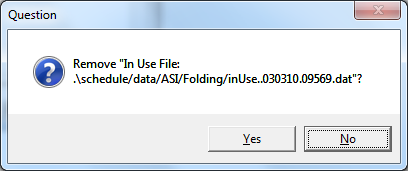 Question
Remove "In Use File:
.\schedule/data/ASI/Folding/inUse..030310.09569.dat"?
Yes
No